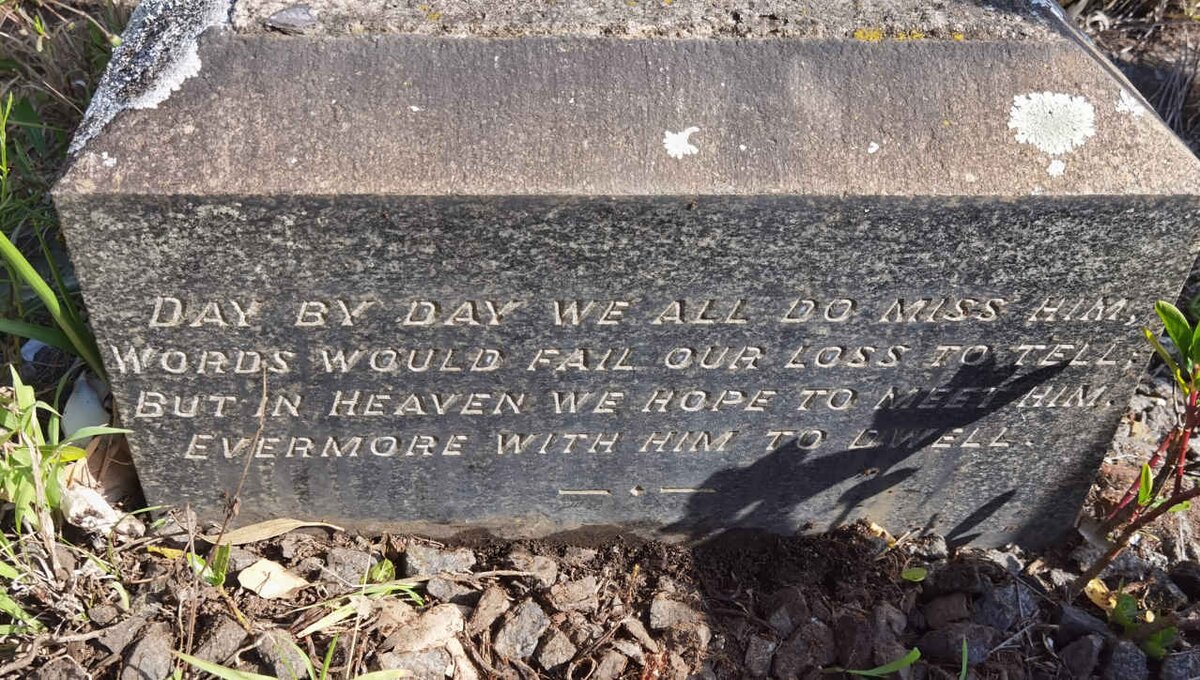 DAY BY DAY WE ALL DO MISS HIM,
WORDS WOULD FAIL OUR LOSS TO TELL;
BUT IN HEAVEN WE HOPE TO MEET HIM.
EVERMORE WITH HIM TO DWELL.